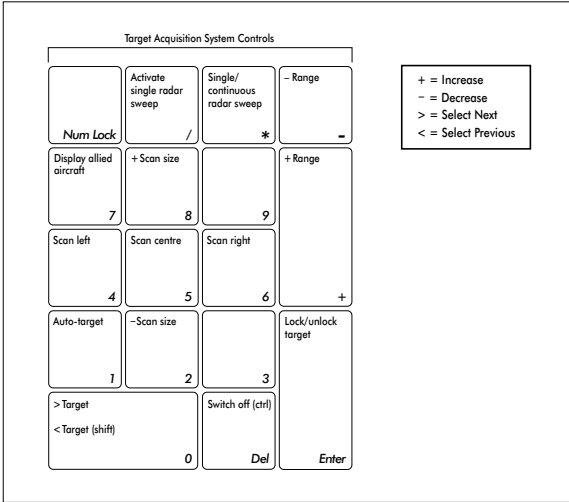 Target Acquisition System Controls
Activate
single radar
sweep
Single/
continuous
radar sweep
– Range
Num Lock
/
*
-
+ = Increase
– = Decrease
> = Select Next
< = Select Previous
Display allied
aircraft
+ Scan size
+ Range
7
8
9
Scan left
Scan centre
Scan right
4
5
6
+
Auto-target
–Scan size
Lock/unlock
target
1
2
3
> Target
< Target (shift)
Switch off (ctrl)
0
Del
Enter